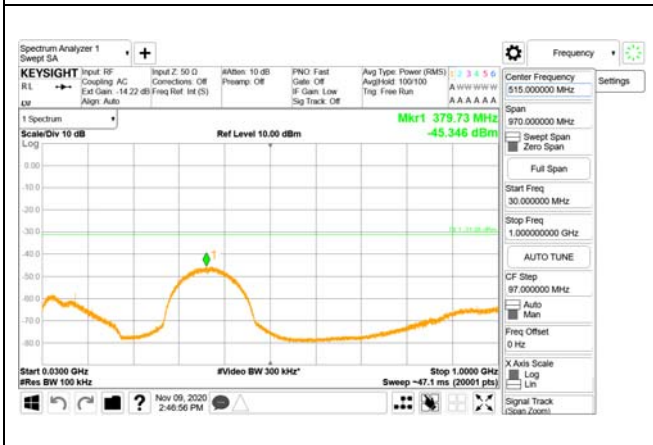 Spectrum Analyzer 1
Swept SA
+
Frequency
KEYSIGHT
RL
Input: RF
Coupling: AC
Ext Gain: -14.22 dB
Align: Auto
Input Z: 50 Ω
Corrections: Off
Freq Ref: Int (S)
#Atten: 10 dB
Preamp: Off
PNO: Fast
Gate: Off
IF Gain: Low
Sig Track: Off
Avg Type: Power (RMS)
Avg|Hold: 100/100
Trig: Free Run
1 2 3 4 5 6
A W W W W W
A A A A A A
Center Frequency
515.000000 MHz
Settings
Span
970.000000 MHz
Swept Span
Zero Span
Full Span
Start Freq
30.000000 MHz
Stop Freq
1.000000000 GHz
AUTO TUNE
CF Step
97.000000 MHz
Auto
Man
Freq Offset
0 Hz
X Axis Scale
Log
Lin
Signal Track
(Span Zoom)
1 Spectrum
Scale/Div 10 dB
Ref Level 10.00 dBm
Mkr1 379.73 MHz
-45.346 dBm
Log
0.00
-10.0
-20.0
-30.0
-40.0
-50.0
-60.0
-70.0
-80.0
1
Start 0.0300 GHz
#Res BW 100 kHz
#Video BW 300 kHz*
Stop 1.0000 GHz
Sweep ~47.1 ms (20001 pts)
?
Nov 09, 2020
2:46:56 PM